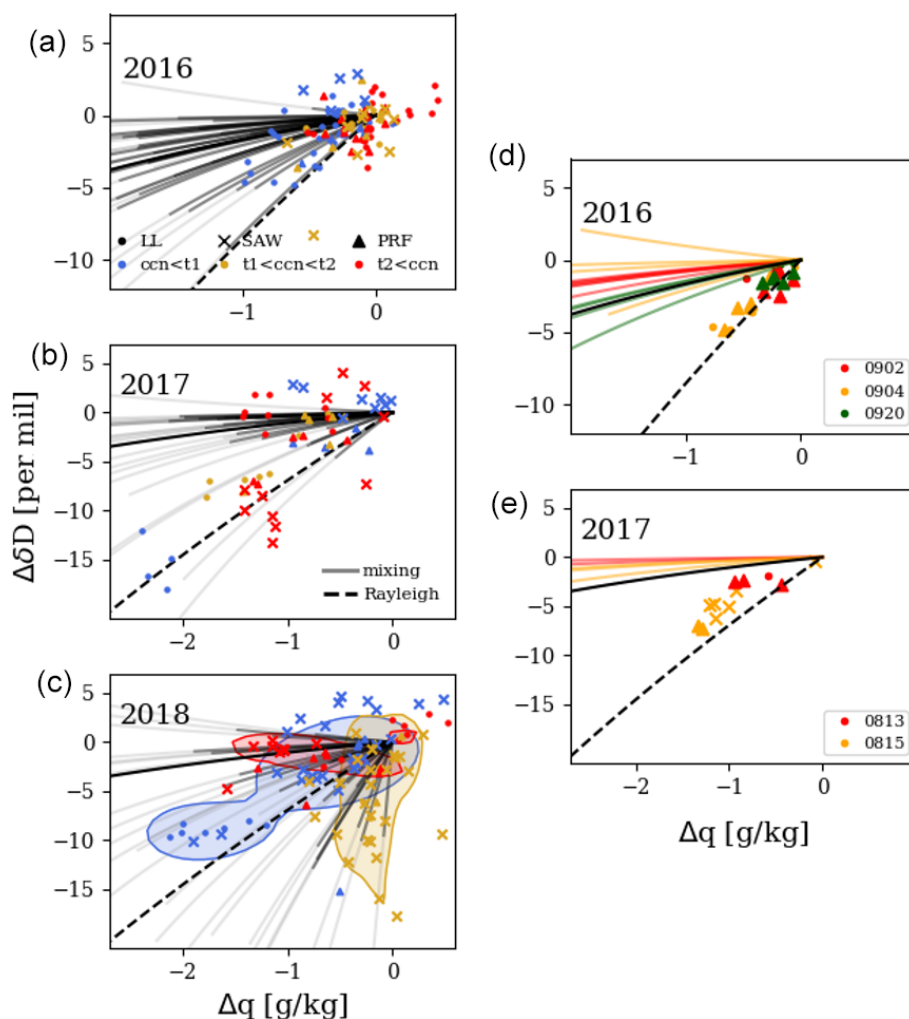 (a)
2016
5
0
−5
−10
LL SAW PRF
ccn<t1 t1<ccn<t2 t2<ccn
−1 0
(b)
2017
5
0
−5
−10
−15
mixing
Rayleigh
−2 −1 0
ΔδD [per mil]
(c)
2018
5
0
−5
−10
−15
−2 −1 0
Δq [g/kg]
(d)
2016
5
0
−5
−10
0902
0904
0920
−1 0
(e)
2017
5
0
−5
−10
−15
0813
0815
−2 −1 0
Δq [g/kg]